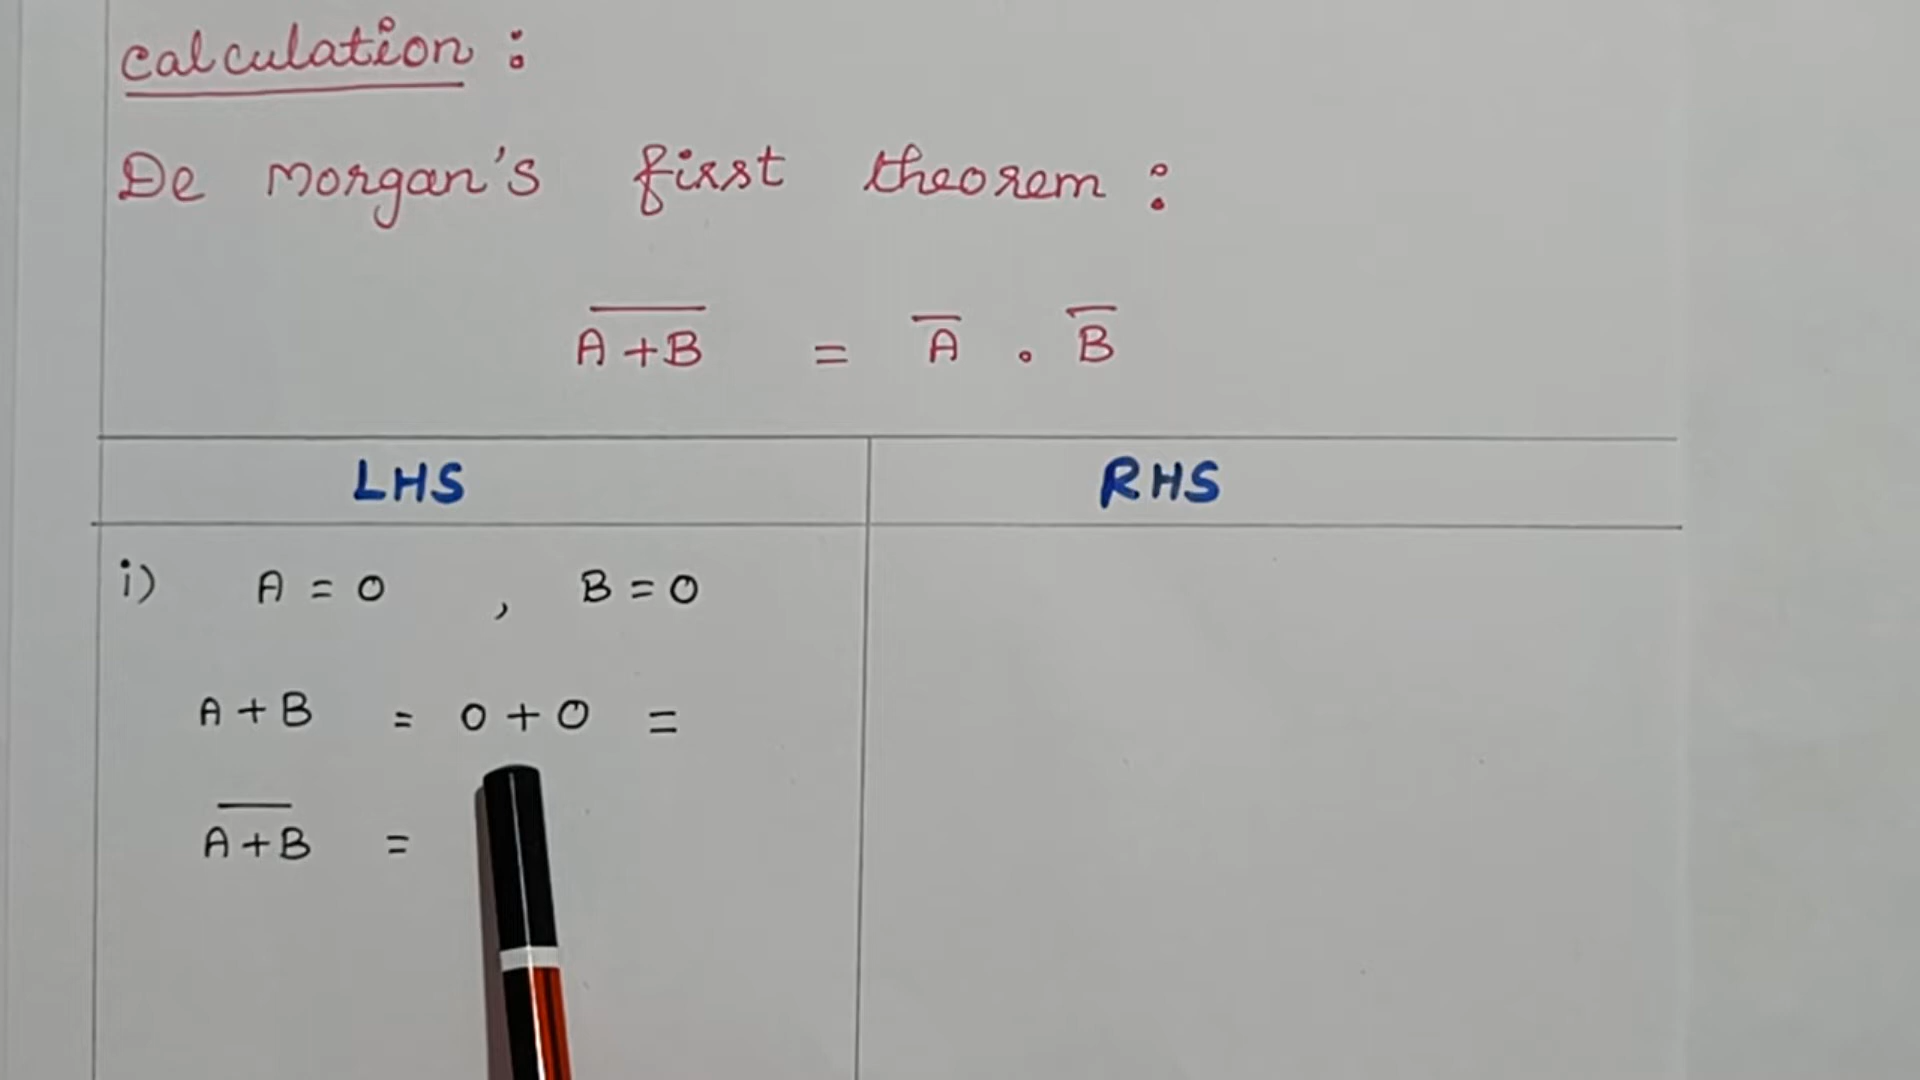 calculation :
De morgan's first theorem :
A̅ ̅+̅ ̅B̅ = A̅ . B̅
LHS RHS
i) A = 0 , B = 0
A + B = 0 + 0 =
A̅ ̅+̅ ̅B̅ =